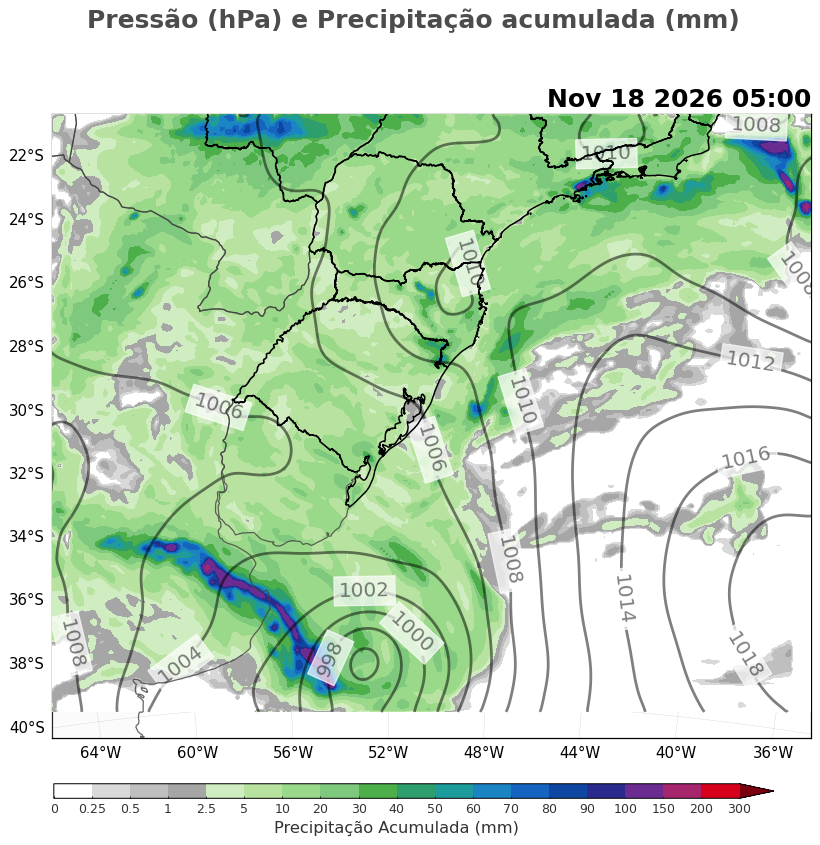 Pressão (hPa) e Precipitação acumulada (mm)
Nov 18 2026 05:00
1008
22°S
1010
24°S
1010
1008
26°S
28°S
1012
1006
1010
30°S
1006
1016
32°S
34°S
1008
1002
1014
36°S
1000
1008
998
1004
1018
38°S
40°S
64°W 60°W 56°W 52°W 48°W 44°W 40°W 36°W
0 0.25 0.5 1 2.5 5 10 20 30 40 50 60 70 80 90 100 150 200 300
Precipitação Acumulada (mm)